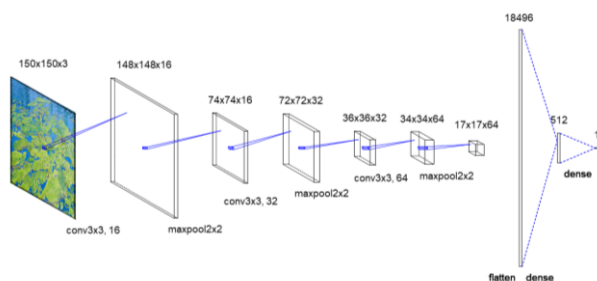 18496
150x150x3
148x148x16
74x74x16
72x72x32
36x36x32
34x34x64
17x17x64
512
1
conv3x3, 16
maxpool2x2
conv3x3, 32
maxpool2x2
conv3x3, 64
maxpool2x2
dense
flatten
dense